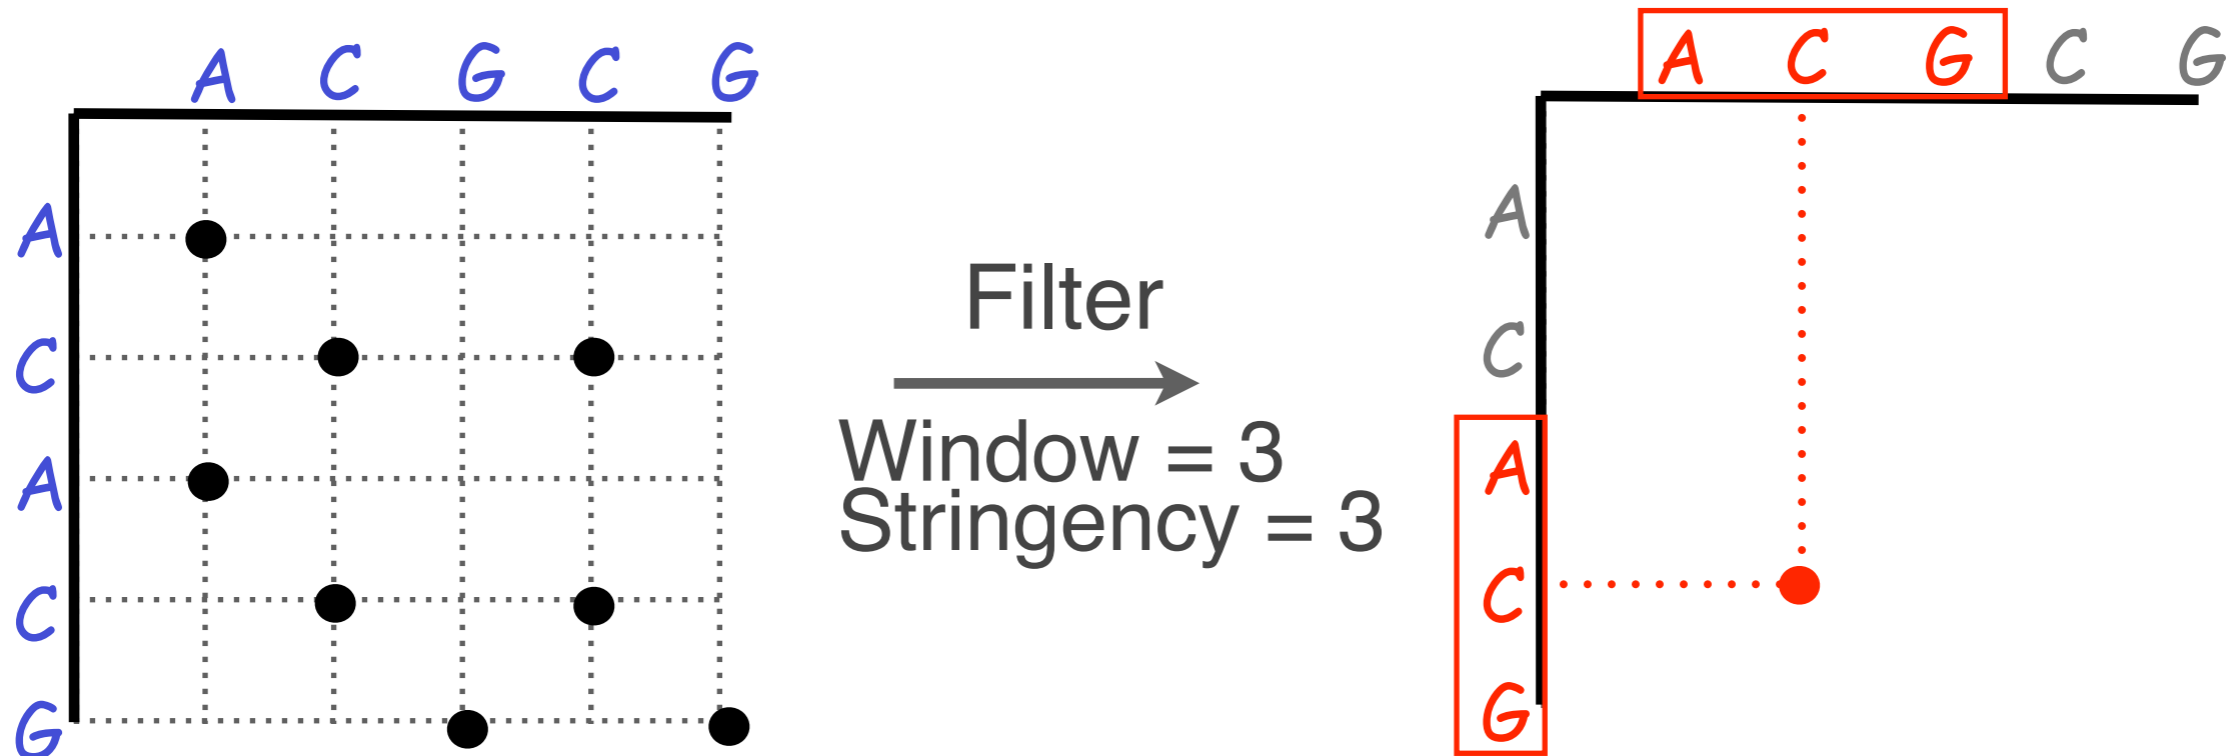 A C G C G
A
C
A
C
G
Filter
Window = 3
Stringency = 3
A C G C G
A
C
A
C
G